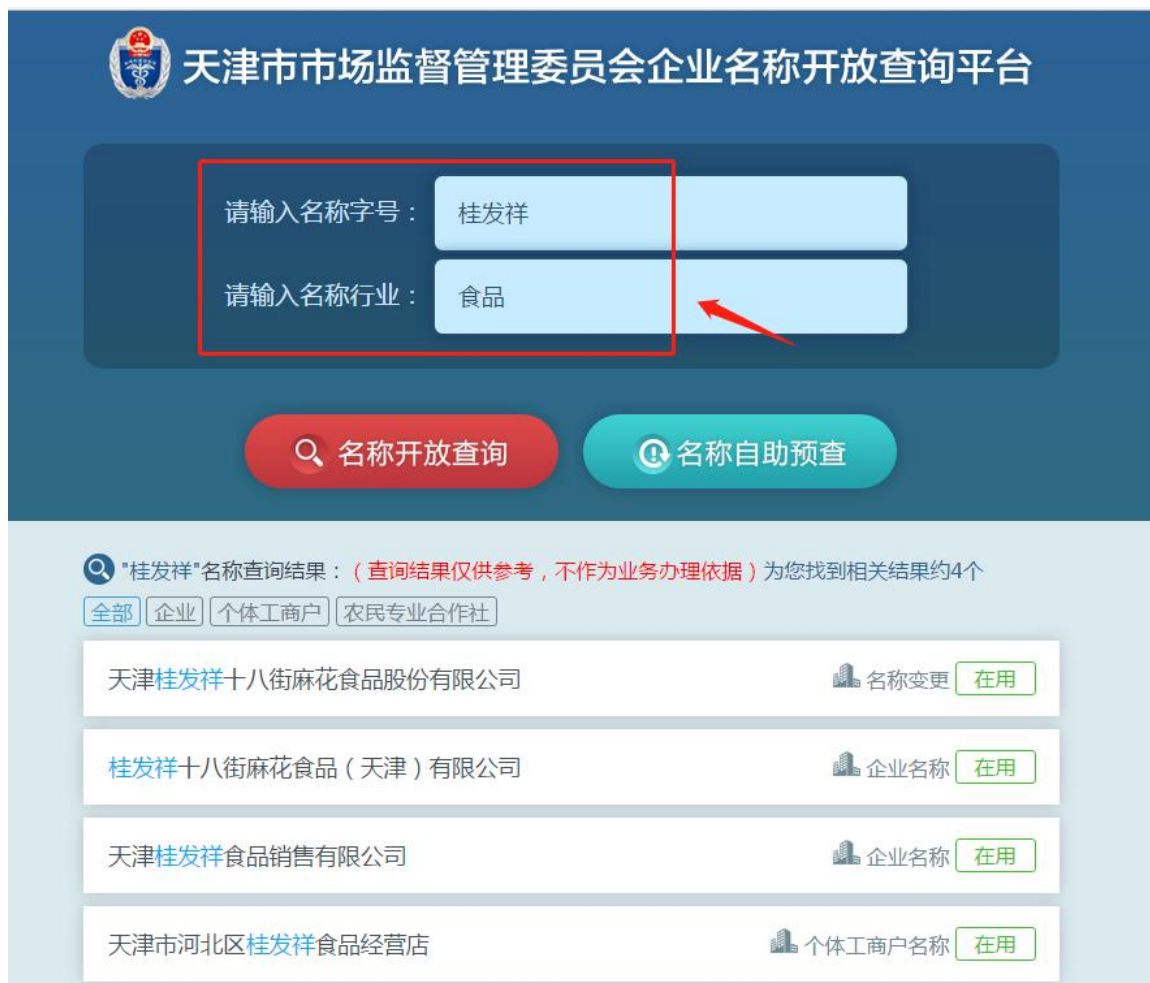 天津市市场监督管理委员会企业名称开放查询平台
请输入名称字号：
桂发祥
请输入名称行业：
食品
名称开放查询
名称自助预查
"桂发祥"名称查询结果：（查询结果仅供参考，不作为业务办理依据）为您找到相关结果约4个
全部 企业 个体工商户 农民专业合作社
天津桂发祥十八街麻花食品股份有限公司 名称变更 在用
桂发祥十八街麻花食品（天津）有限公司 企业名称 在用
天津桂发祥食品销售有限公司 企业名称 在用
天津市河北区桂发祥食品经营店 个体工商户名称 在用